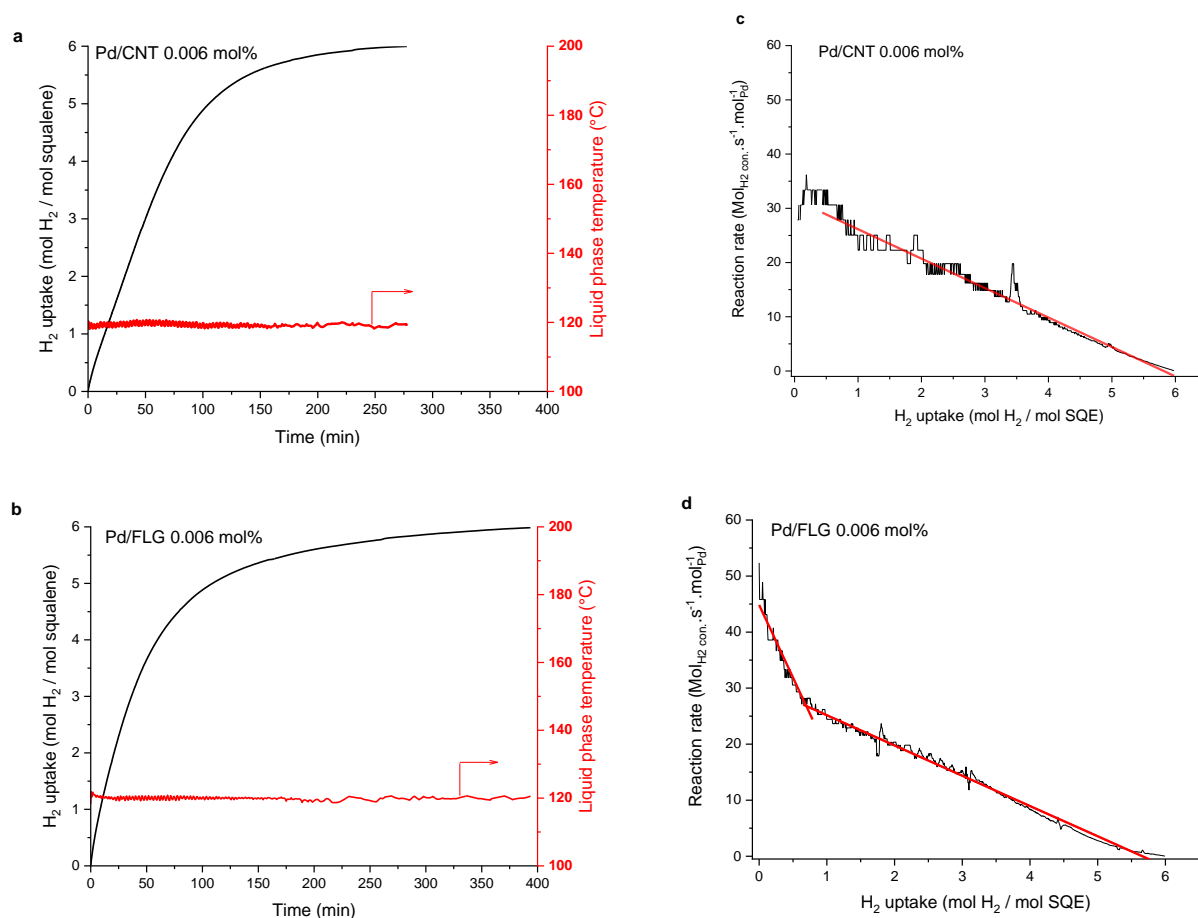 a
Pd/CNT 0.006 mol%
H2 uptake (mol H2 / mol squalene)
6
5
4
3
2
1
0
0 50 100 150 200 250 300 350 400
Time (min)
200
180
160
140
120
100
Liquid phase temperature (°C)
c
Pd/CNT 0.006 mol%
Reaction rate (MolH2 con.·s-1.mol-1Pd)
60
50
40
30
20
10
0
0 1 2 3 4 5 6
H2 uptake (mol H2 / mol SQE)
b
Pd/FLG 0.006 mol%
H2 uptake (mol H2 / mol squalene)
6
5
4
3
2
1
0
0 50 100 150 200 250 300 350 400
Time (min)
200
180
160
140
120
100
Liquid phase temperature (°C)
d
Pd/FLG 0.006 mol%
Reaction rate (MolH2 con.·s-1.mol-1Pd)
60
50
40
30
20
10
0
0 1 2 3 4 5 6
H2 uptake (mol H2 / mol SQE)